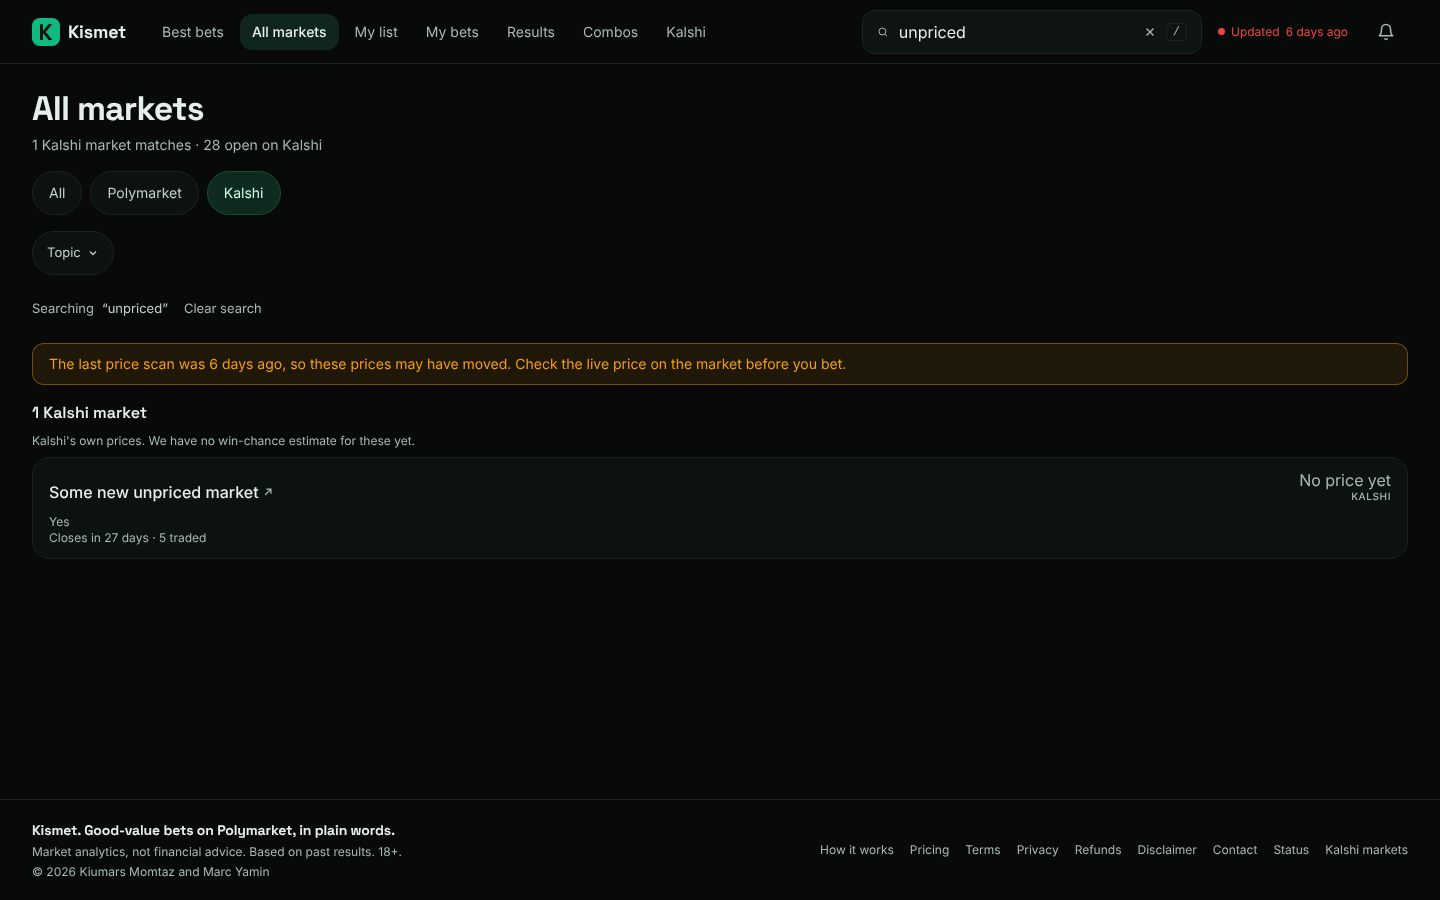 K Kismet Best bets All markets My list My bets Results Combos Kalshi unpriced × / Updated 6 days ago
All markets
1 Kalshi market matches · 28 open on Kalshi
All Polymarket Kalshi
Topic
Searching “unpriced” Clear search
The last price scan was 6 days ago, so these prices may have moved. Check the live price on the market before you bet.
1 Kalshi market
Kalshi's own prices. We have no win-chance estimate for these yet.
Some new unpriced market ↗ No price yet
KALSHI
Yes
Closes in 27 days · 5 traded
Kismet. Good-value bets on Polymarket, in plain words.
Market analytics, not financial advice. Based on past results. 18+.
© 2026 Kiumars Momtaz and Marc Yamin
How it works Pricing Terms Privacy Refunds Disclaimer Contact Status Kalshi markets